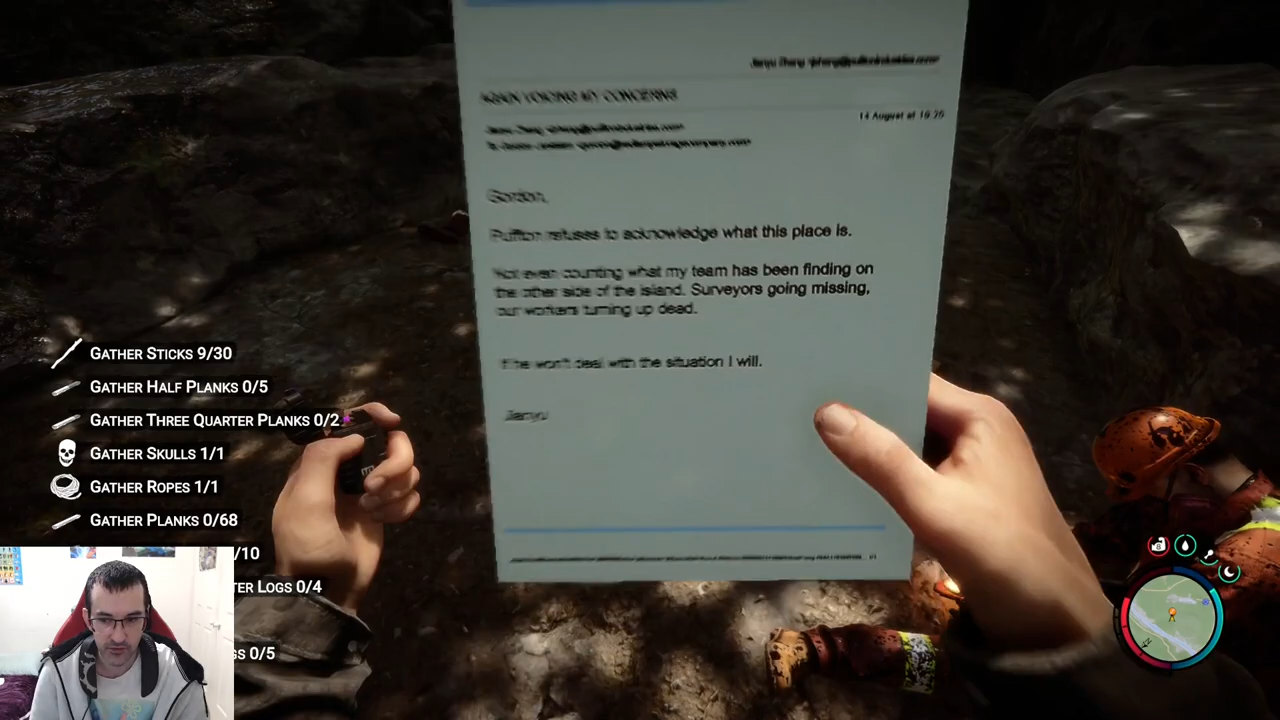 AGAIN VOICING MY CONCERNS
14 August at 19:25
Gordon,
Puffton refuses to acknowledge what this place is.
Not even counting what my team has been finding on
the other side of the island. Surveyors going missing,
our workers turning up dead.
If he won't deal with the situation I will.
Jianyu
GATHER STICKS 9/30
GATHER HALF PLANKS 0/5
GATHER THREE QUARTER PLANKS 0/2
GATHER SKULLS 1/1
GATHER ROPES 1/1
GATHER PLANKS 0/68
/10
TER LOGS 0/4
GS 0/5